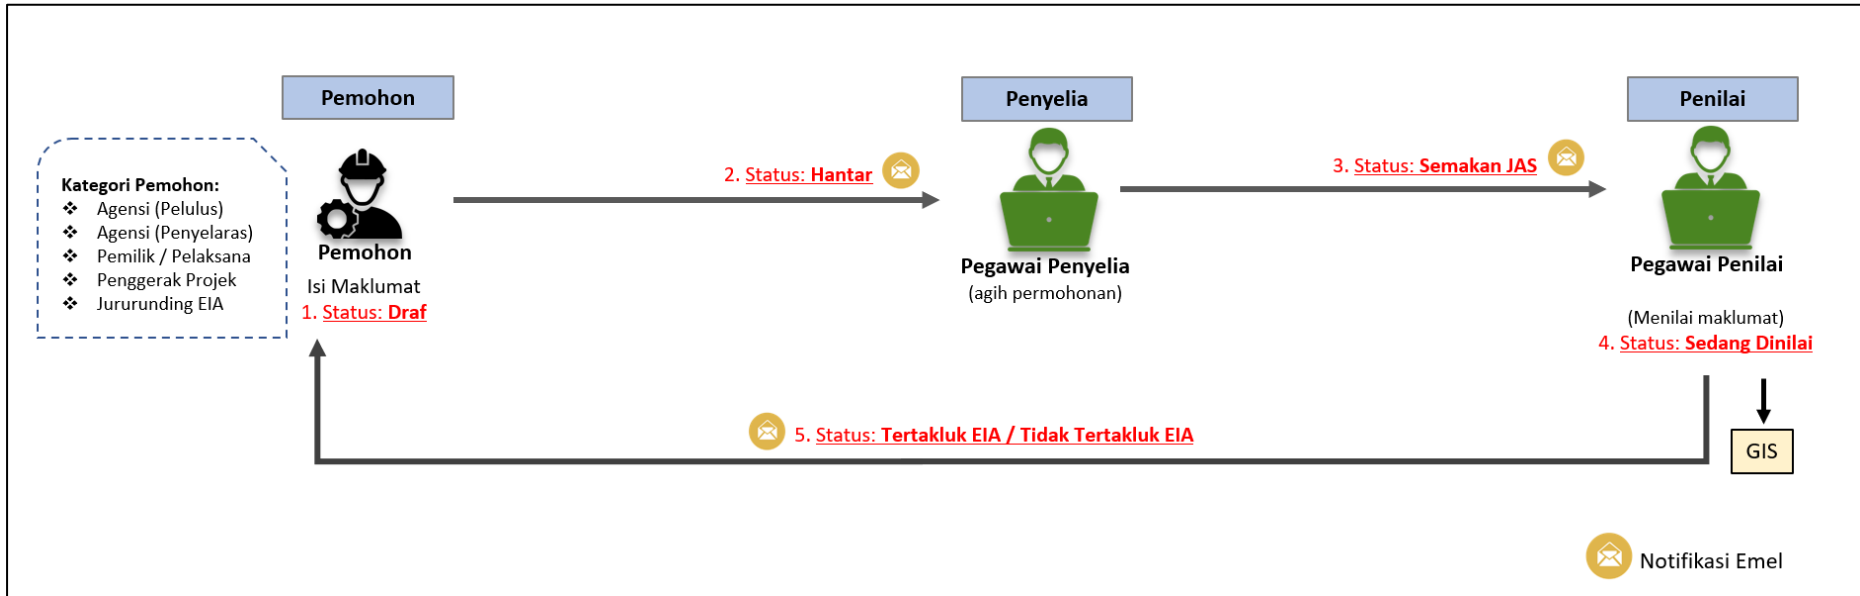 Pemohon
Penyelia
Penilai
Kategori Pemohon:
❖ Agensi (Pelulus)
❖ Agensi (Penyelaras)
❖ Pemilik / Pelaksana
❖ Penggerak Projek
❖ Jururunding EIA
Pemohon
Isi Maklumat
1. Status: Draf
2. Status: Hantar
Pegawai Penyelia
(agih permohonan)
3. Status: Semakan JAS
Pegawai Penilai
(Menilai maklumat)
4. Status: Sedang Dinilai
5. Status: Tertakluk EIA / Tidak Tertakluk EIA
GIS
Notifikasi Emel